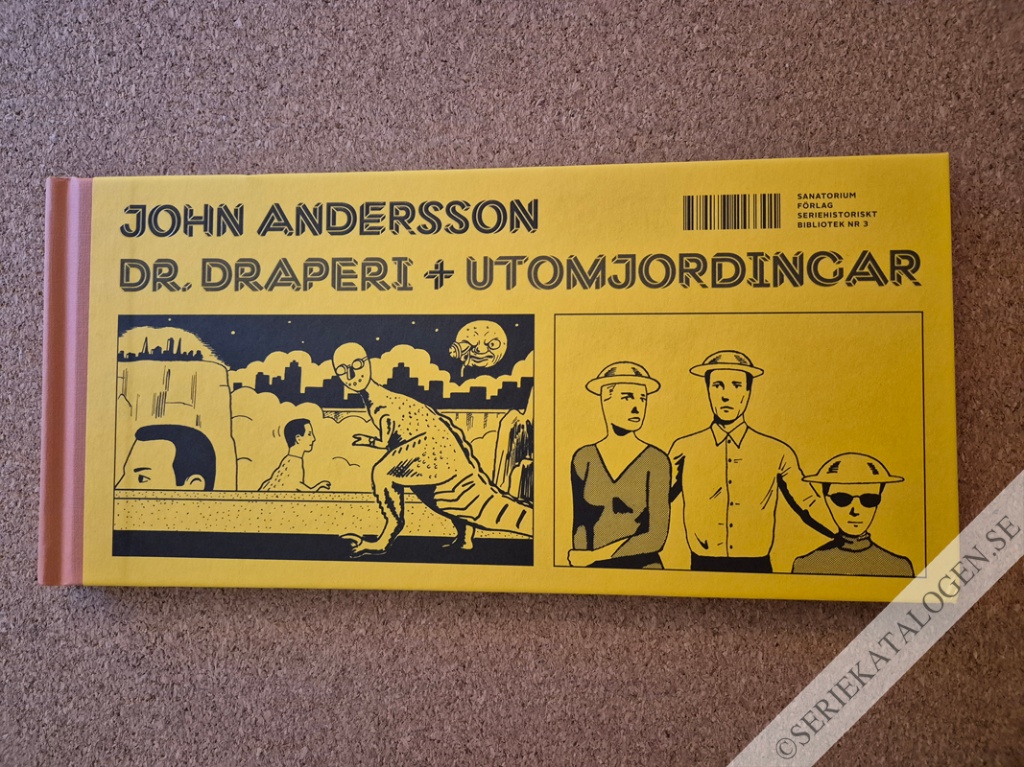 JOHN ANDERSSON
SANATORIUM
FÖRLAG
SERIEHISTORISKT
BIBLIOTEK NR 3
DR. DRAPERI + UTOMJORDINGAR
©SERIEKATALOGEN.SE